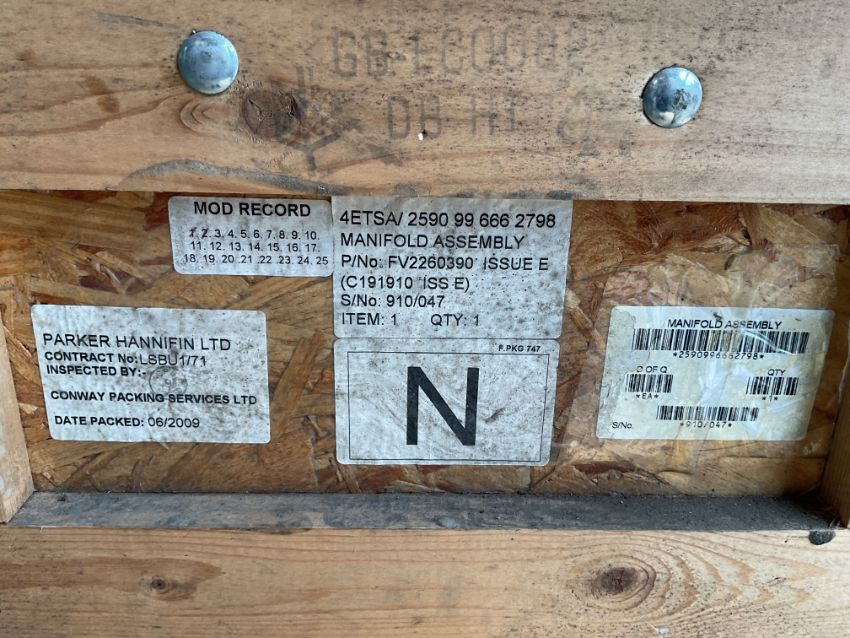 DB HT
MOD RECORD
1. 2. 3. 4. 5. 6. 7. 8. 9. 10.
11. 12. 13. 14. 15. 16. 17.
18. 19. 20. 21. 22. 23. 24. 25
4ETSA/ 2590 99 666 2798
MANIFOLD ASSEMBLY
P/No: FV2260390 ISSUE E
(C191910 ISS E)
S/No: 910/047
ITEM: 1 QTY: 1
PARKER HANNIFIN LTD
CONTRACT No: LSBU1/71
INSPECTED BY:-
CONWAY PACKING SERVICES LTD
DATE PACKED: 06/2009
F.PKG 747
N
MANIFOLD ASSEMBLY
*2590996662798*
D OF Q QTY
*EA* *1*
S/No. *910/047*